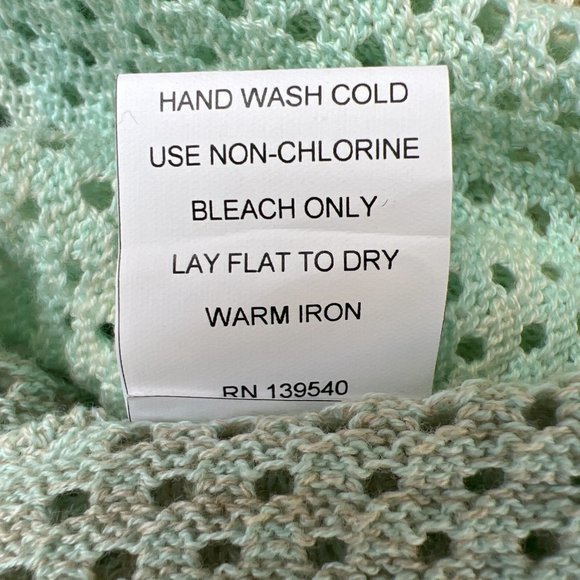 HAND WASH COLD
USE NON-CHLORINE
BLEACH ONLY
LAY FLAT TO DRY
WARM IRON
RN 139540